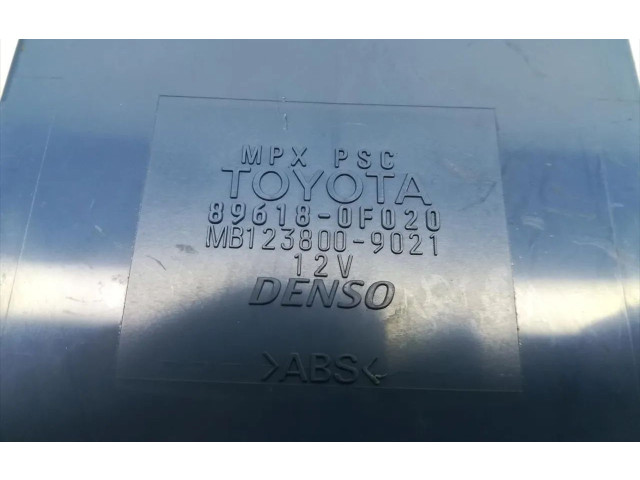 MPX PSC
TOYOTA
89618-0F020
MB123800-9021
12V
DENSO
>ABS<